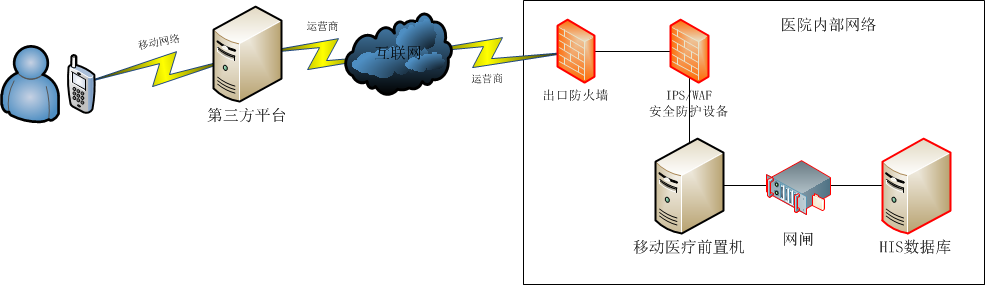 医院内部网络
移动网络
运营商
互联网
运营商
第三方平台
出口防火墙
IPS/WAF
安全防护设备
移动医疗前置机
网闸
HIS数据库